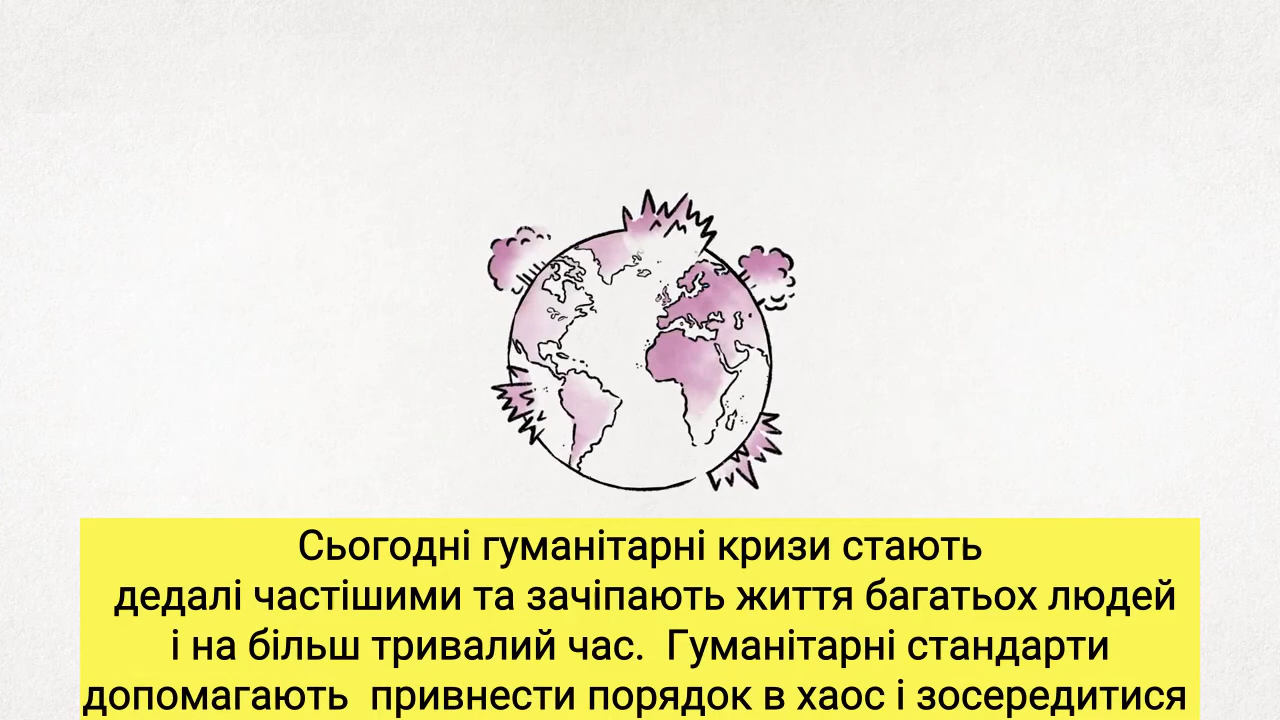 Сьогодні гуманітарні кризи стають
дедалі частішими та зачіпають життя багатьох людей
і на більш тривалий час.  Гуманітарні стандарти
допомагають  привнести порядок в хаос і зосередитися